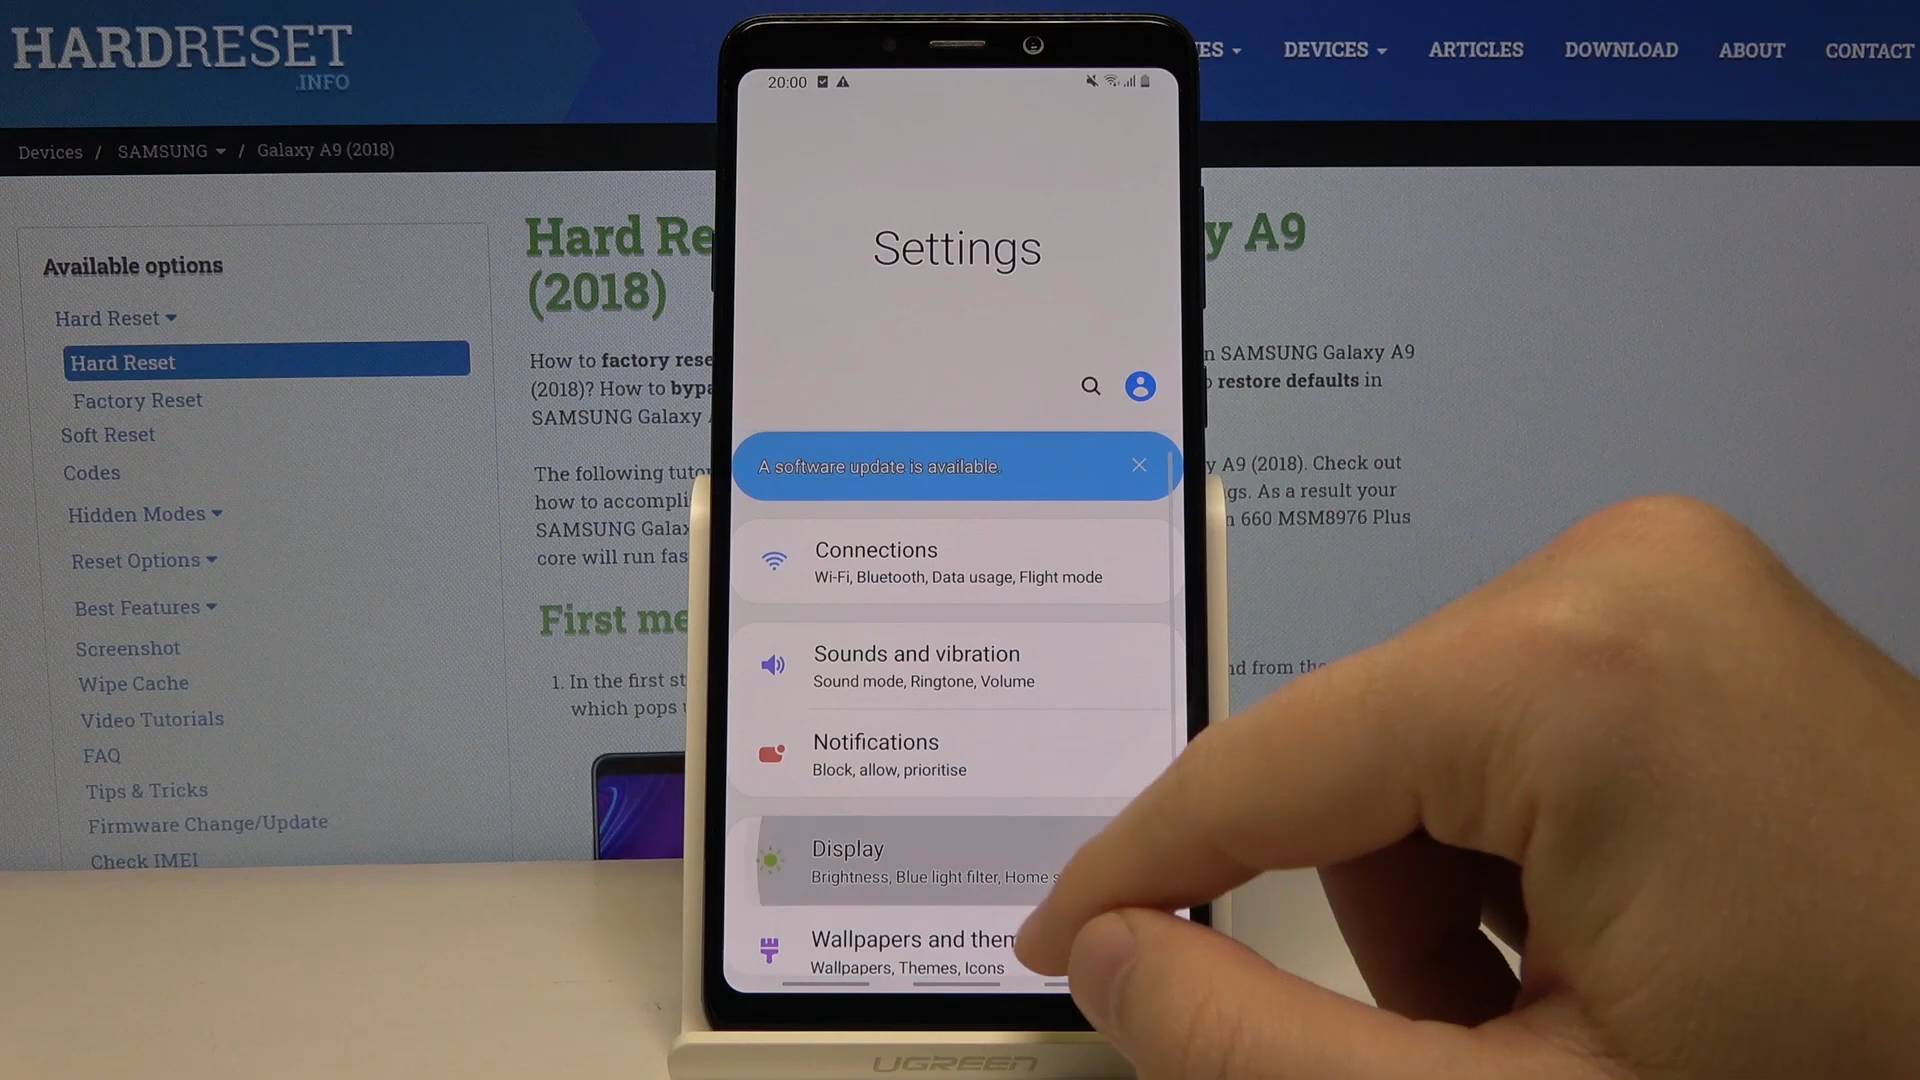 HARDRESET
.INFO
DEVICES
ARTICLES
DOWNLOAD
ABOUT
CONTACT
Devices / SAMSUNG / Galaxy A9 (2018)
Available options
Hard Reset
Hard Reset
Factory Reset
Soft Reset
Codes
Hidden Modes
Reset Options
Best Features
Screenshot
Wipe Cache
Video Tutorials
FAQ
Tips & Tricks
Firmware Change/Update
Check IMEI
Hard Re
y A9
(2018)
How to factory rese
n SAMSUNG Galaxy A9
(2018)? How to bypa
restore defaults in
SAMSUNG Galaxy
The following tuto
y A9 (2018). Check out
how to accompli
gs. As a result your
SAMSUNG Galax
n 660 MSM8976 Plus
core will run fas
First me
1. In the first st
nd from the
which pops u
20:00
Settings
A software update is available.
Connections
Wi-Fi, Bluetooth, Data usage, Flight mode
Sounds and vibration
Sound mode, Ringtone, Volume
Notifications
Block, allow, prioritise
Display
Brightness, Blue light filter, Home s
Wallpapers and them
Wallpapers, Themes, Icons
UGREEN